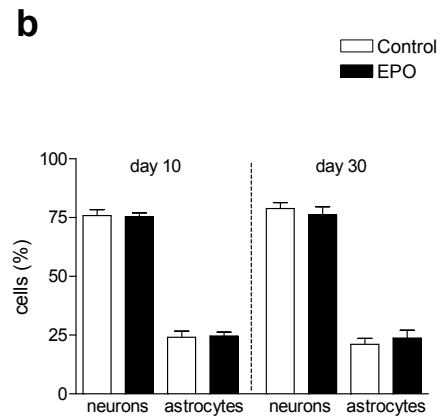 b
Control
EPO
day 10
day 30
100
75
50
25
0
cells (%)
neurons astrocytes neurons astrocytes